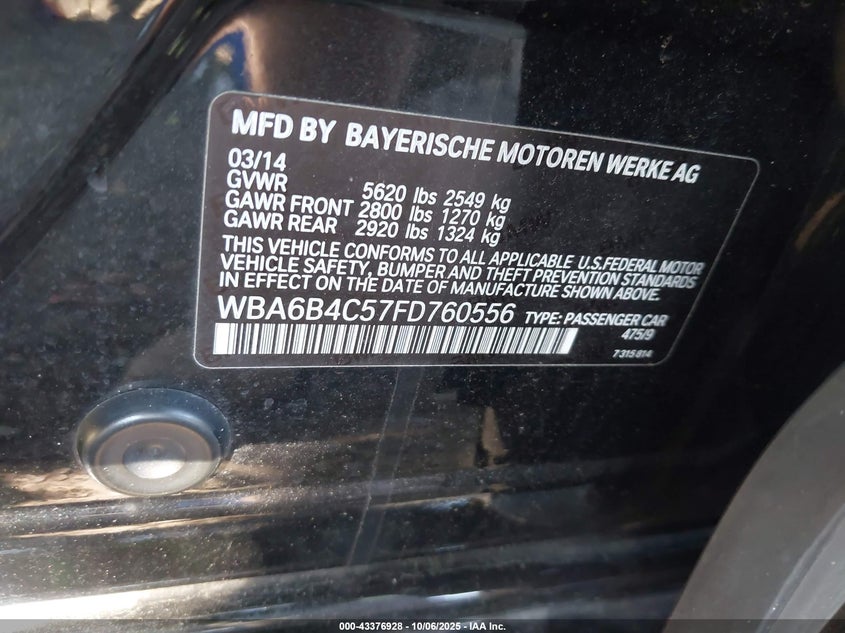 MFD BY BAYERISCHE MOTOREN WERKE AG
03/14
GVWR 5620 lbs 2549 kg
GAWR FRONT 2800 lbs 1270 kg
GAWR REAR 2920 lbs 1324 kg
THIS VEHICLE CONFORMS TO ALL APPLICABLE U.S.FEDERAL MOTOR
VEHICLE SAFETY, BUMPER AND THEFT PREVENTION STANDARDS
IN EFFECT ON THE DATE OF MANUFACTURE SHOWN ABOVE.
WBA6B4C57FD760556 TYPE: PASSENGER CAR
475/9
7 315 814
000-43376928 - 10/06/2025 - IAA Inc.